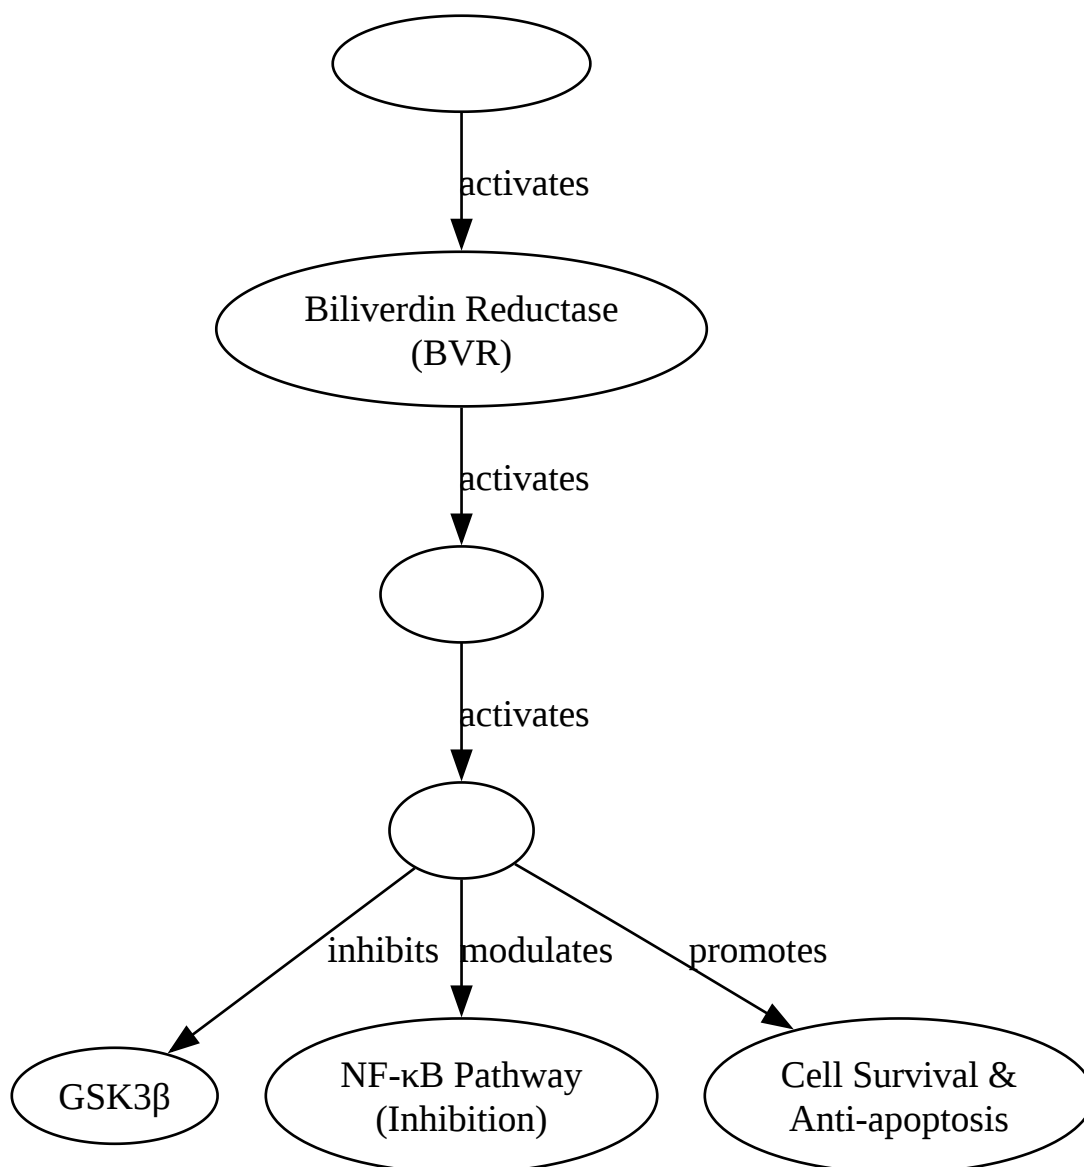 activates
Biliverdin Reductase
(BVR)
activates
activates
inhibits
modulates
promotes
GSK3β
NF-κB Pathway
(Inhibition)
Cell Survival &
Anti-apoptosis